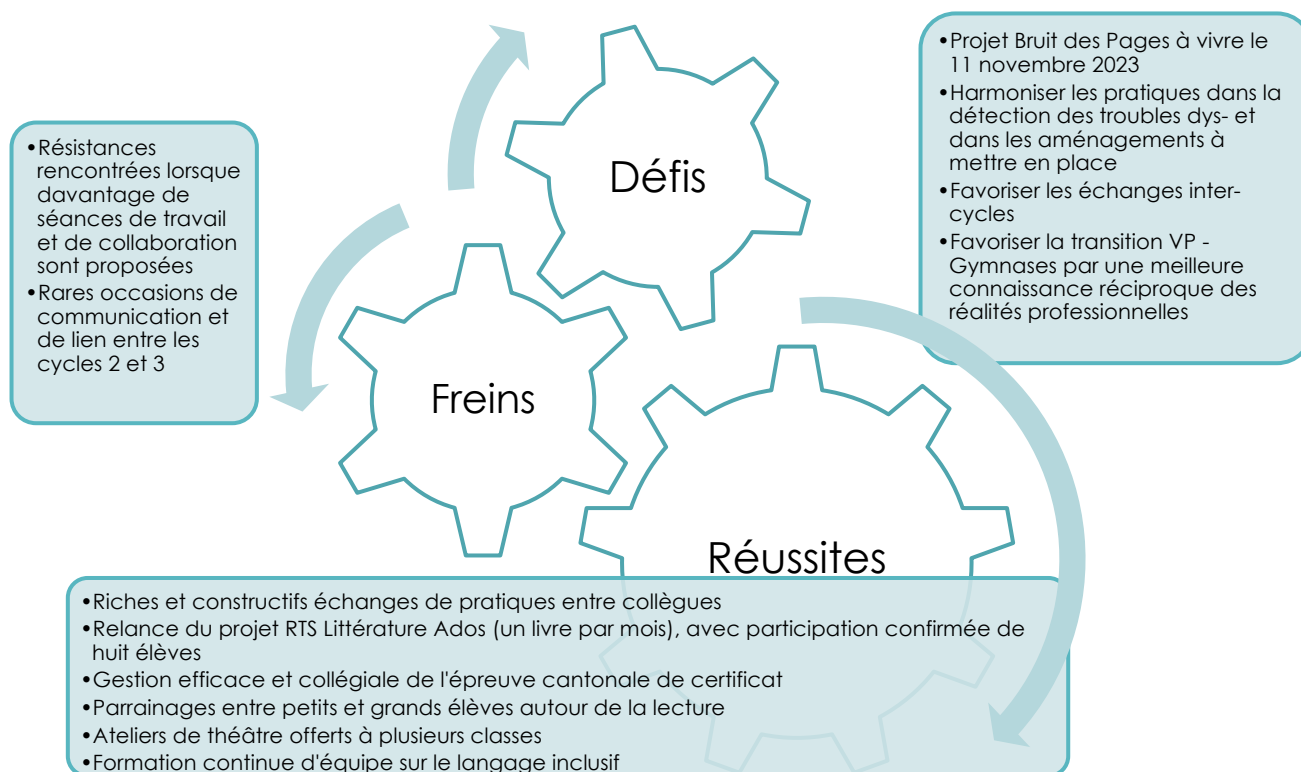 •Projet Bruit des Pages à vivre le
11 novembre 2023
•Harmoniser les pratiques dans la
détection des troubles dys- et
dans les aménagements à
mettre en place
•Favoriser les échanges inter-
cycles
•Favoriser la transition VP -
Gymnases par une meilleure
connaissance réciproque des
réalités professionnelles
Défis
•Résistances
rencontrées lorsque
davantage de
séances de travail
et de collaboration
sont proposées
•Rares occasions de
communication et
de lien entre les
cycles 2 et 3
Freins
Réussites
•Riches et constructifs échanges de pratiques entre collègues
•Relance du projet RTS Littérature Ados (un livre par mois), avec participation confirmée de
huit élèves
•Gestion efficace et collégiale de l'épreuve cantonale de certificat
•Parrainages entre petits et grands élèves autour de la lecture
•Ateliers de théâtre offerts à plusieurs classes
•Formation continue d'équipe sur le langage inclusif